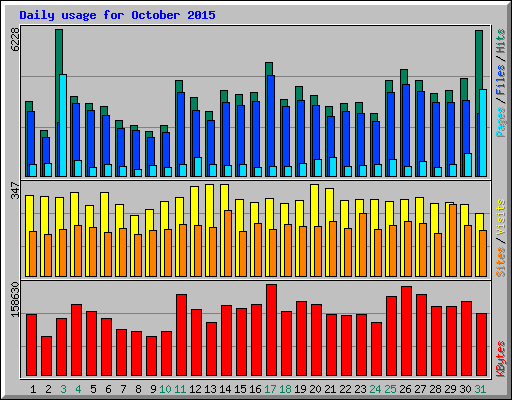 Daily usage for October 2015
6228
Pages / Files / Hits
347
Sites / Visits
158630
KBytes
1 2 3 4 5 6 7 8 9 10 11 12 13 14 15 16 17 18 19 20 21 22 23 24 25 26 27 28 29 30 31